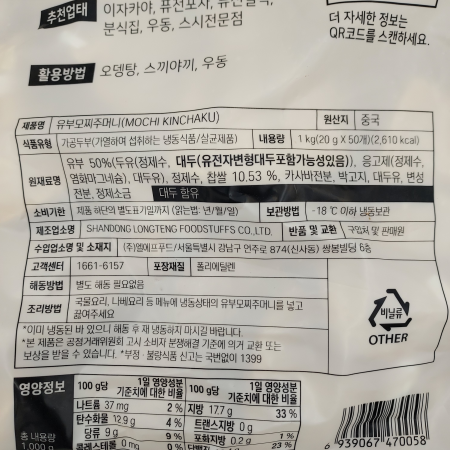 추천업태
이자카야, 퓨전포차,
분식집, 우동, 스시전문점
더 자세한 정보는
QR코드를 스캔하세요.
활용방법 오뎅탕, 스끼야끼, 우동
제품명 유부모찌주머니(MOCHI KINCHAKU) 원산지 중국
식품유형 기공두부(가열하여 섭취하는 냉동식품/살균제품) 내용량 1 kg(20 g X 50개)(2,610 kcal)
유부 50%(두유(정제수, 대두(유전자변형대두포함가능성있음)), 응고제(정제수,
원재료명 염화마그네슘), 대두유), 정제수, 찹쌀 10.53 %, 카사바전분, 박고지, 대두유, 변성
전분, 정제소금 대두 함유
소비기한 제품 하단의 별도표기일까지 (읽는법: 년/월/일) 보관방법 -18 ℃ 이하 냉동보관
제조업소명 SHANDONG LONGTENG FOODSTUFFS CO.,LTD. 반품 및 교환 구입처 및 판매원
수입업소명 및 소재지 (주)엘에프푸드/서울특별시 강남구 언주로 874(신사동) 쌍봉빌딩 6층
고객센터 1661-6157 포장재질 폴리에틸렌
해동방법 별도 해동 필요없음
조리방법 국물요리, 나베요리 등 메뉴에 냉동상태의 유부모찌주머니를 넣고
끓여주세요
*이미 냉동된 바 있으니 해동 후 재 냉동하지 마시길 바랍니다.
*본 제품은 공정거래위원회 고시 소비자 분쟁해결 기준에 의거 교환 또는
보상을 받을 수 있습니다. *부정·불량식품 신고는 국번없이 1399
비닐류
OTHER
영양정보
총 내용량
1,000 g
100 g당 1일 영양성분
기준치에 대한 비율
나트륨 37 mg 2 %
탄수화물 12.9 g 4 %
당류 9 g 9 %
콜레스테롤 0 mg 0 %
100 g당 1일 영양성분
기준치에 대한 비율
지방 17.7 g 33 %
트랜스지방 0 g
포화지방 0.2 g 1 %
23 %
6 939067 470058